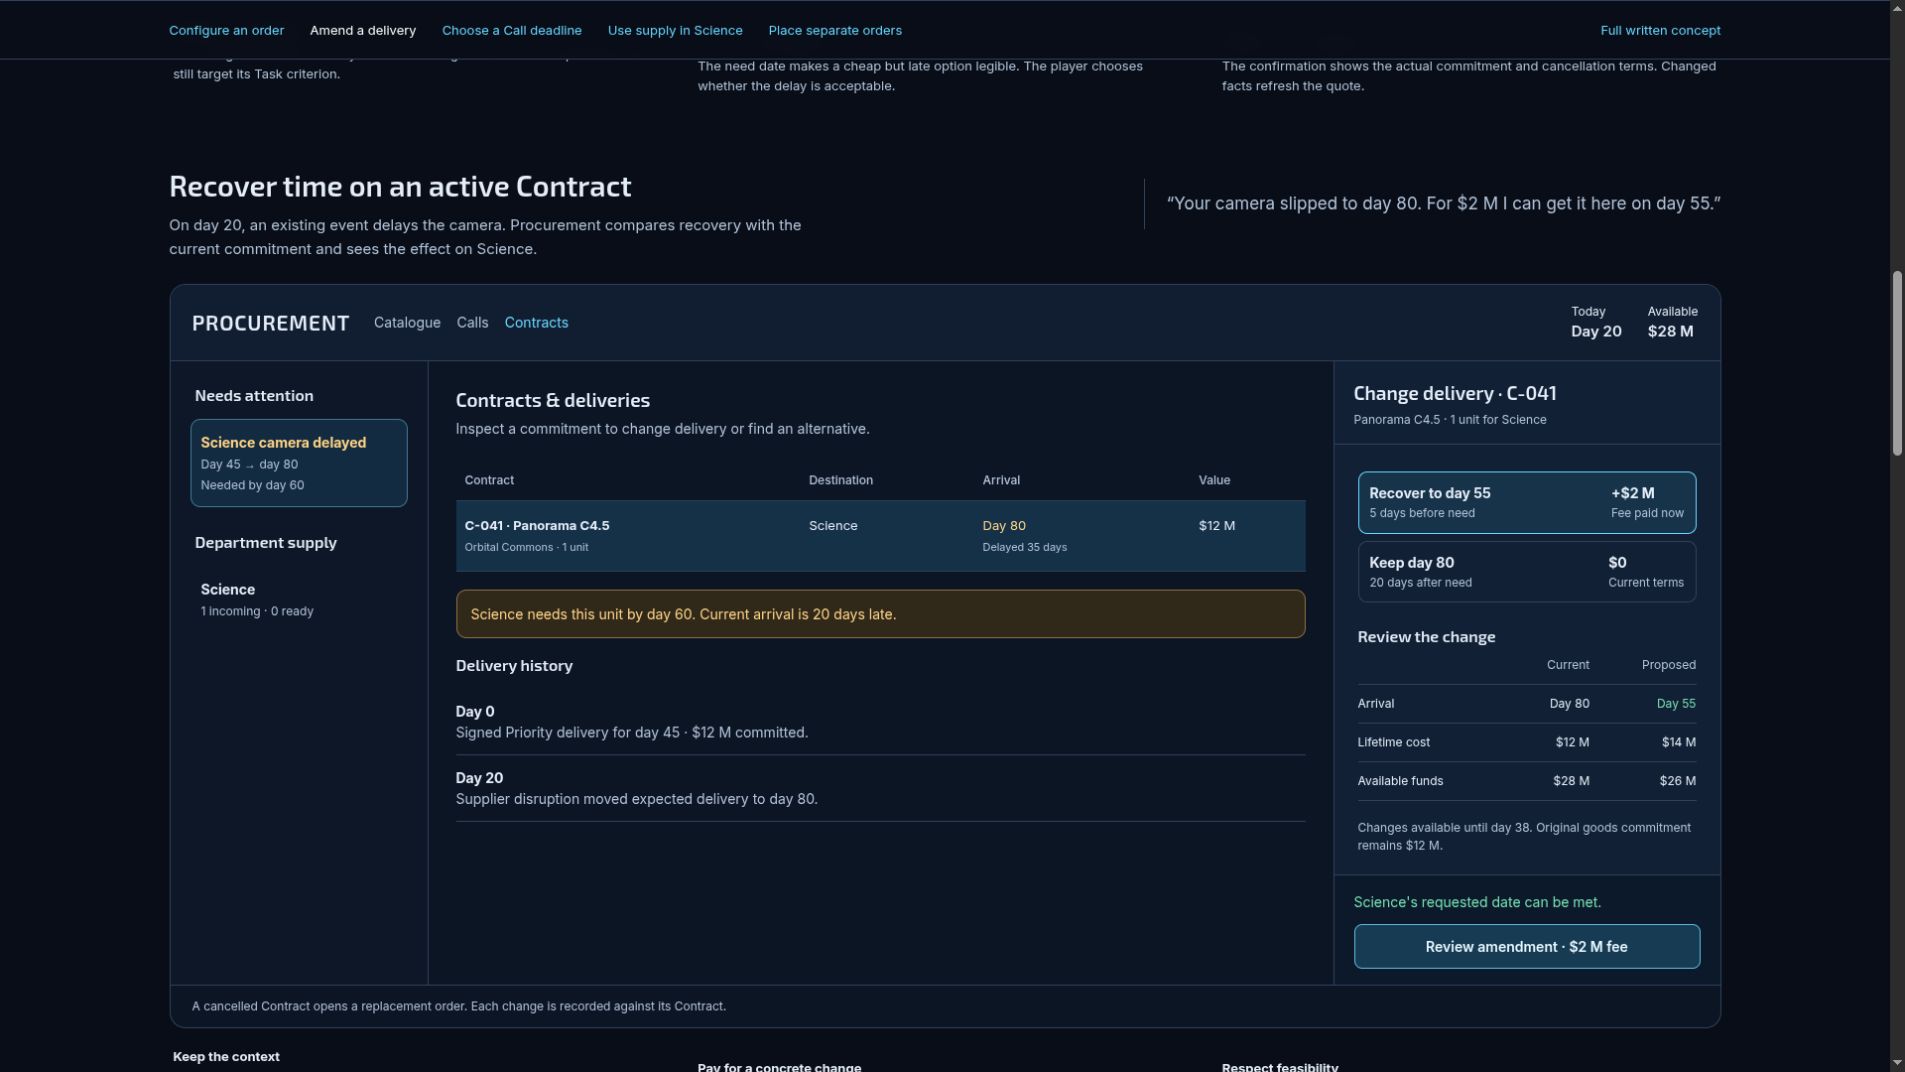 Configure an order
Amend a delivery
Choose a Call deadline
Use supply in Science
Place separate orders
Full written concept
still target its Task criterion.
The need date makes a cheap but late option legible. The player chooses
whether the delay is acceptable.
The confirmation shows the actual commitment and cancellation terms. Changed
facts refresh the quote.
Recover time on an active Contract
On day 20, an existing event delays the camera. Procurement compares recovery with the
current commitment and sees the effect on Science.
“Your camera slipped to day 80. For $2 M I can get it here on day 55.”
PROCUREMENT
Catalogue
Calls
Contracts
Today
Day 20
Available
$28 M
Needs attention
Science camera delayed
Day 45 → day 80
Needed by day 60
Department supply
Science
1 incoming · 0 ready
Contracts & deliveries
Inspect a commitment to change delivery or find an alternative.
Contract
Destination
Arrival
Value
C-041 · Panorama C4.5
Science
Day 80
$12 M
Orbital Commons · 1 unit
Delayed 35 days
Science needs this unit by day 60. Current arrival is 20 days late.
Delivery history
Day 0
Signed Priority delivery for day 45 · $12 M committed.
Day 20
Supplier disruption moved expected delivery to day 80.
Change delivery · C-041
Panorama C4.5 · 1 unit for Science
Recover to day 55
+$2 M
5 days before need
Fee paid now
Keep day 80
$0
20 days after need
Current terms
Review the change
Current
Proposed
Arrival
Day 80
Day 55
Lifetime cost
$12 M
$14 M
Available funds
$28 M
$26 M
Changes available until day 38. Original goods commitment
remains $12 M.
Science's requested date can be met.
Review amendment · $2 M fee
A cancelled Contract opens a replacement order. Each change is recorded against its Contract.
Keep the context
Pay for a concrete change
Respect feasibility